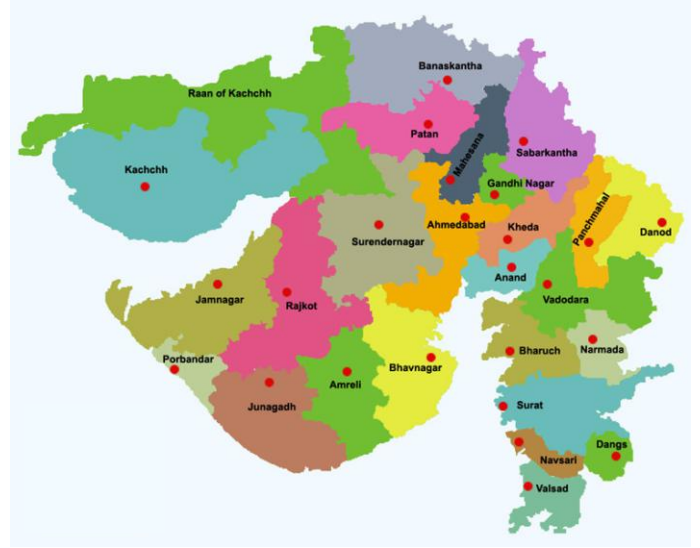 Banaskantha
Raan of Kachchh
Patan
Mahesana
Sabarkantha
Kachchh
Gandhi Nagar
Panchmahal
Ahmedabad
Kheda
Danod
Surendernagar
Anand
Jamnagar
Rajkot
Vadodara
Porbandar
Bharuch
Narmada
Bhavnagar
Amreli
Junagadh
Surat
Dangs
Navsari
Valsad